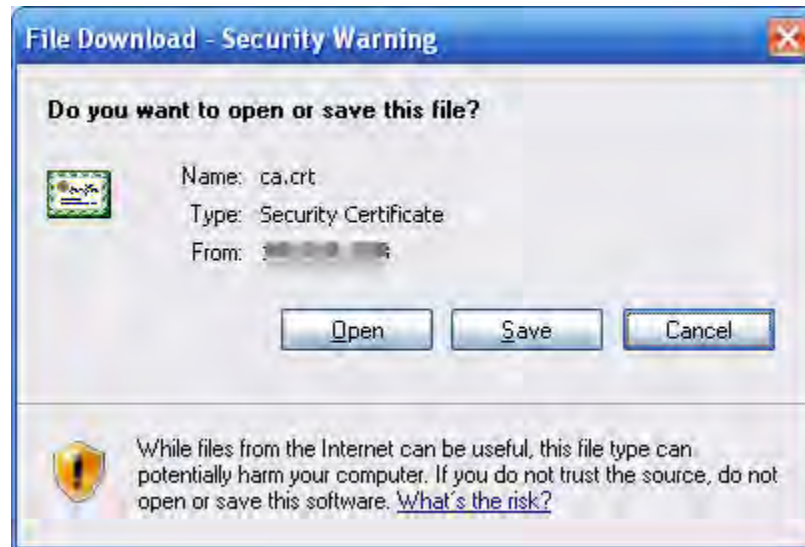 File Download - Security Warning
Do you want to open or save this file?
Name: ca.crt
Type: Security Certificate
From:
Open Save Cancel
While files from the Internet can be useful, this file type can
potentially harm your computer. If you do not trust the source, do not
open or save this software. What's the risk?